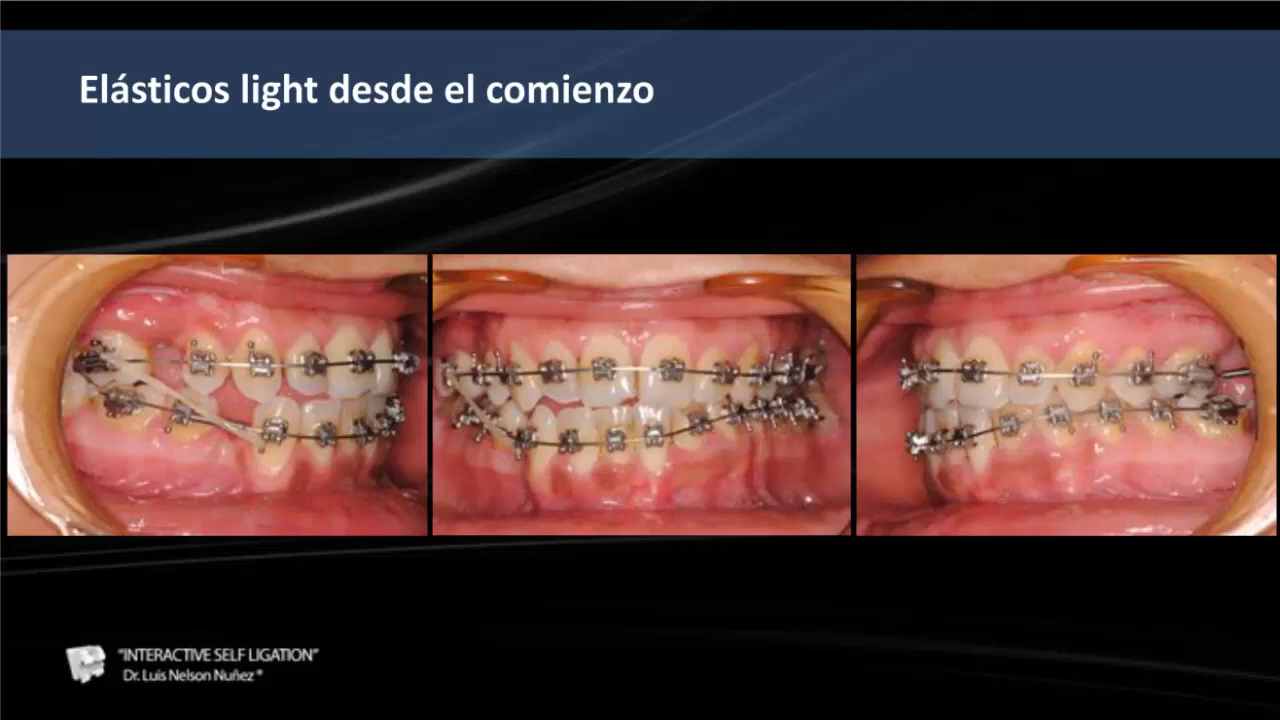 Elásticos light desde el comienzo
“INTERACTIVE SELF LIGATION”
Dr. Luis Nelson Nuñez ®